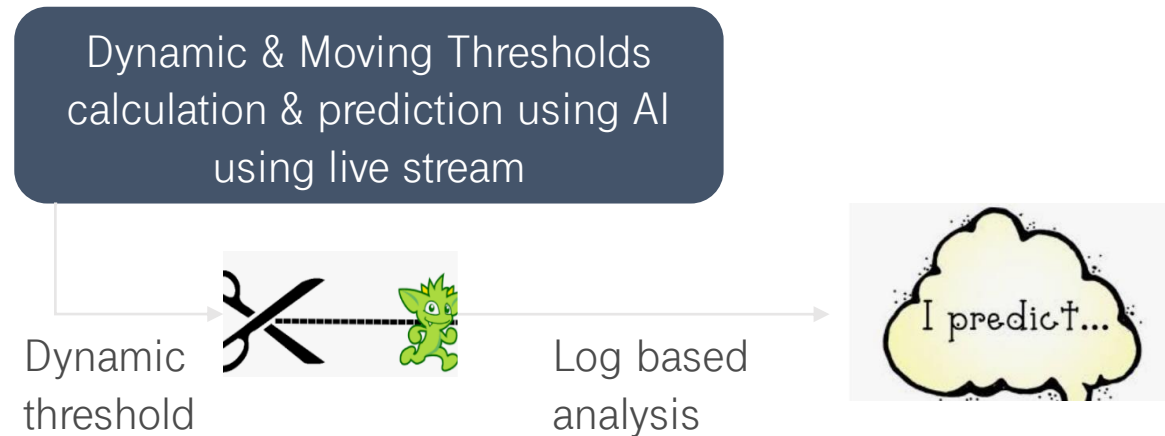 Dynamic & Moving Thresholds
calculation & prediction using AI
using live stream
I predict...
Dynamic
threshold
Log based
analysis